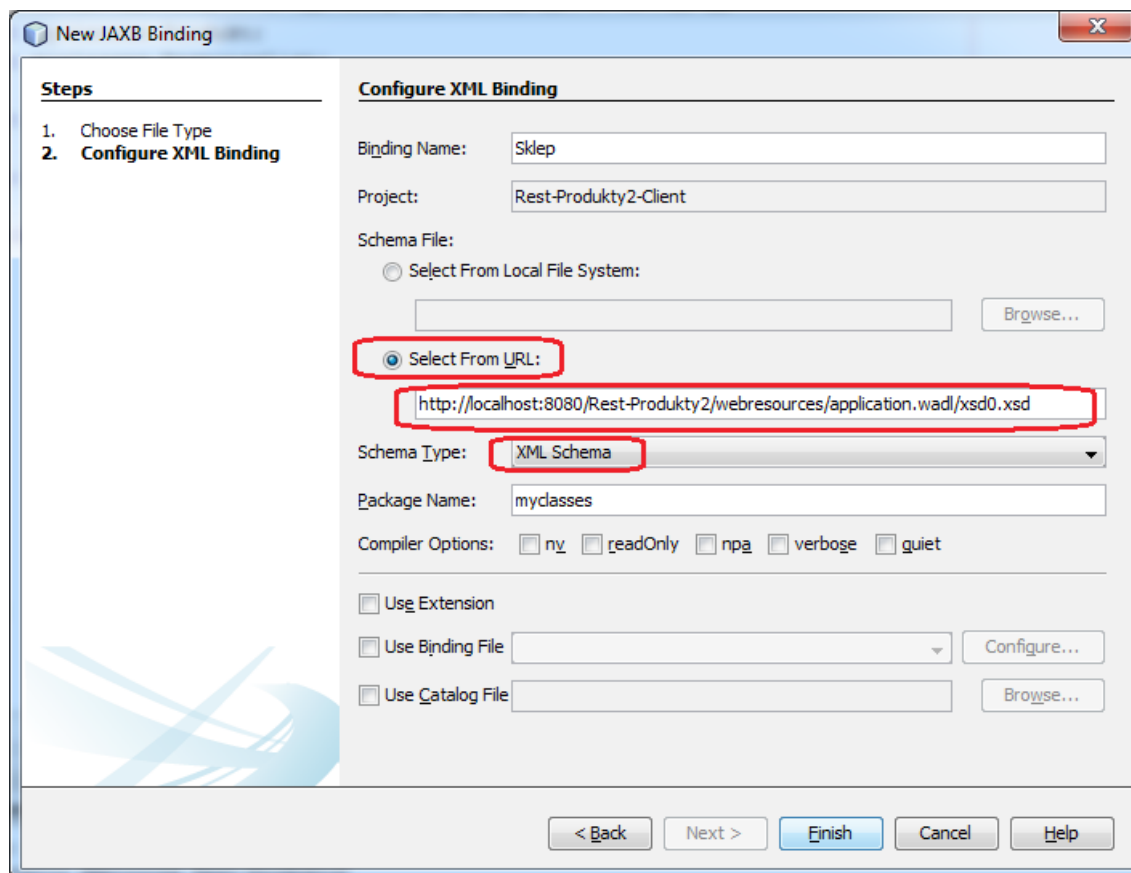 New JAXB Binding
Steps
1. Choose File Type
2. Configure XML Binding
Configure XML Binding
Binding Name: Sklep
Project: Rest-Produkty2-Client
Schema File:
Select From Local File System:
Browse...
Select From URL:
http://localhost:8080/Rest-Produkty2/webresources/application.wadl/xsd0.xsd
Schema Type: XML Schema
Package Name: myclasses
Compiler Options: nv readOnly npa verbose quiet
Use Extension
Use Binding File Configure...
Use Catalog File Browse...
< Back Next > Finish Cancel Help